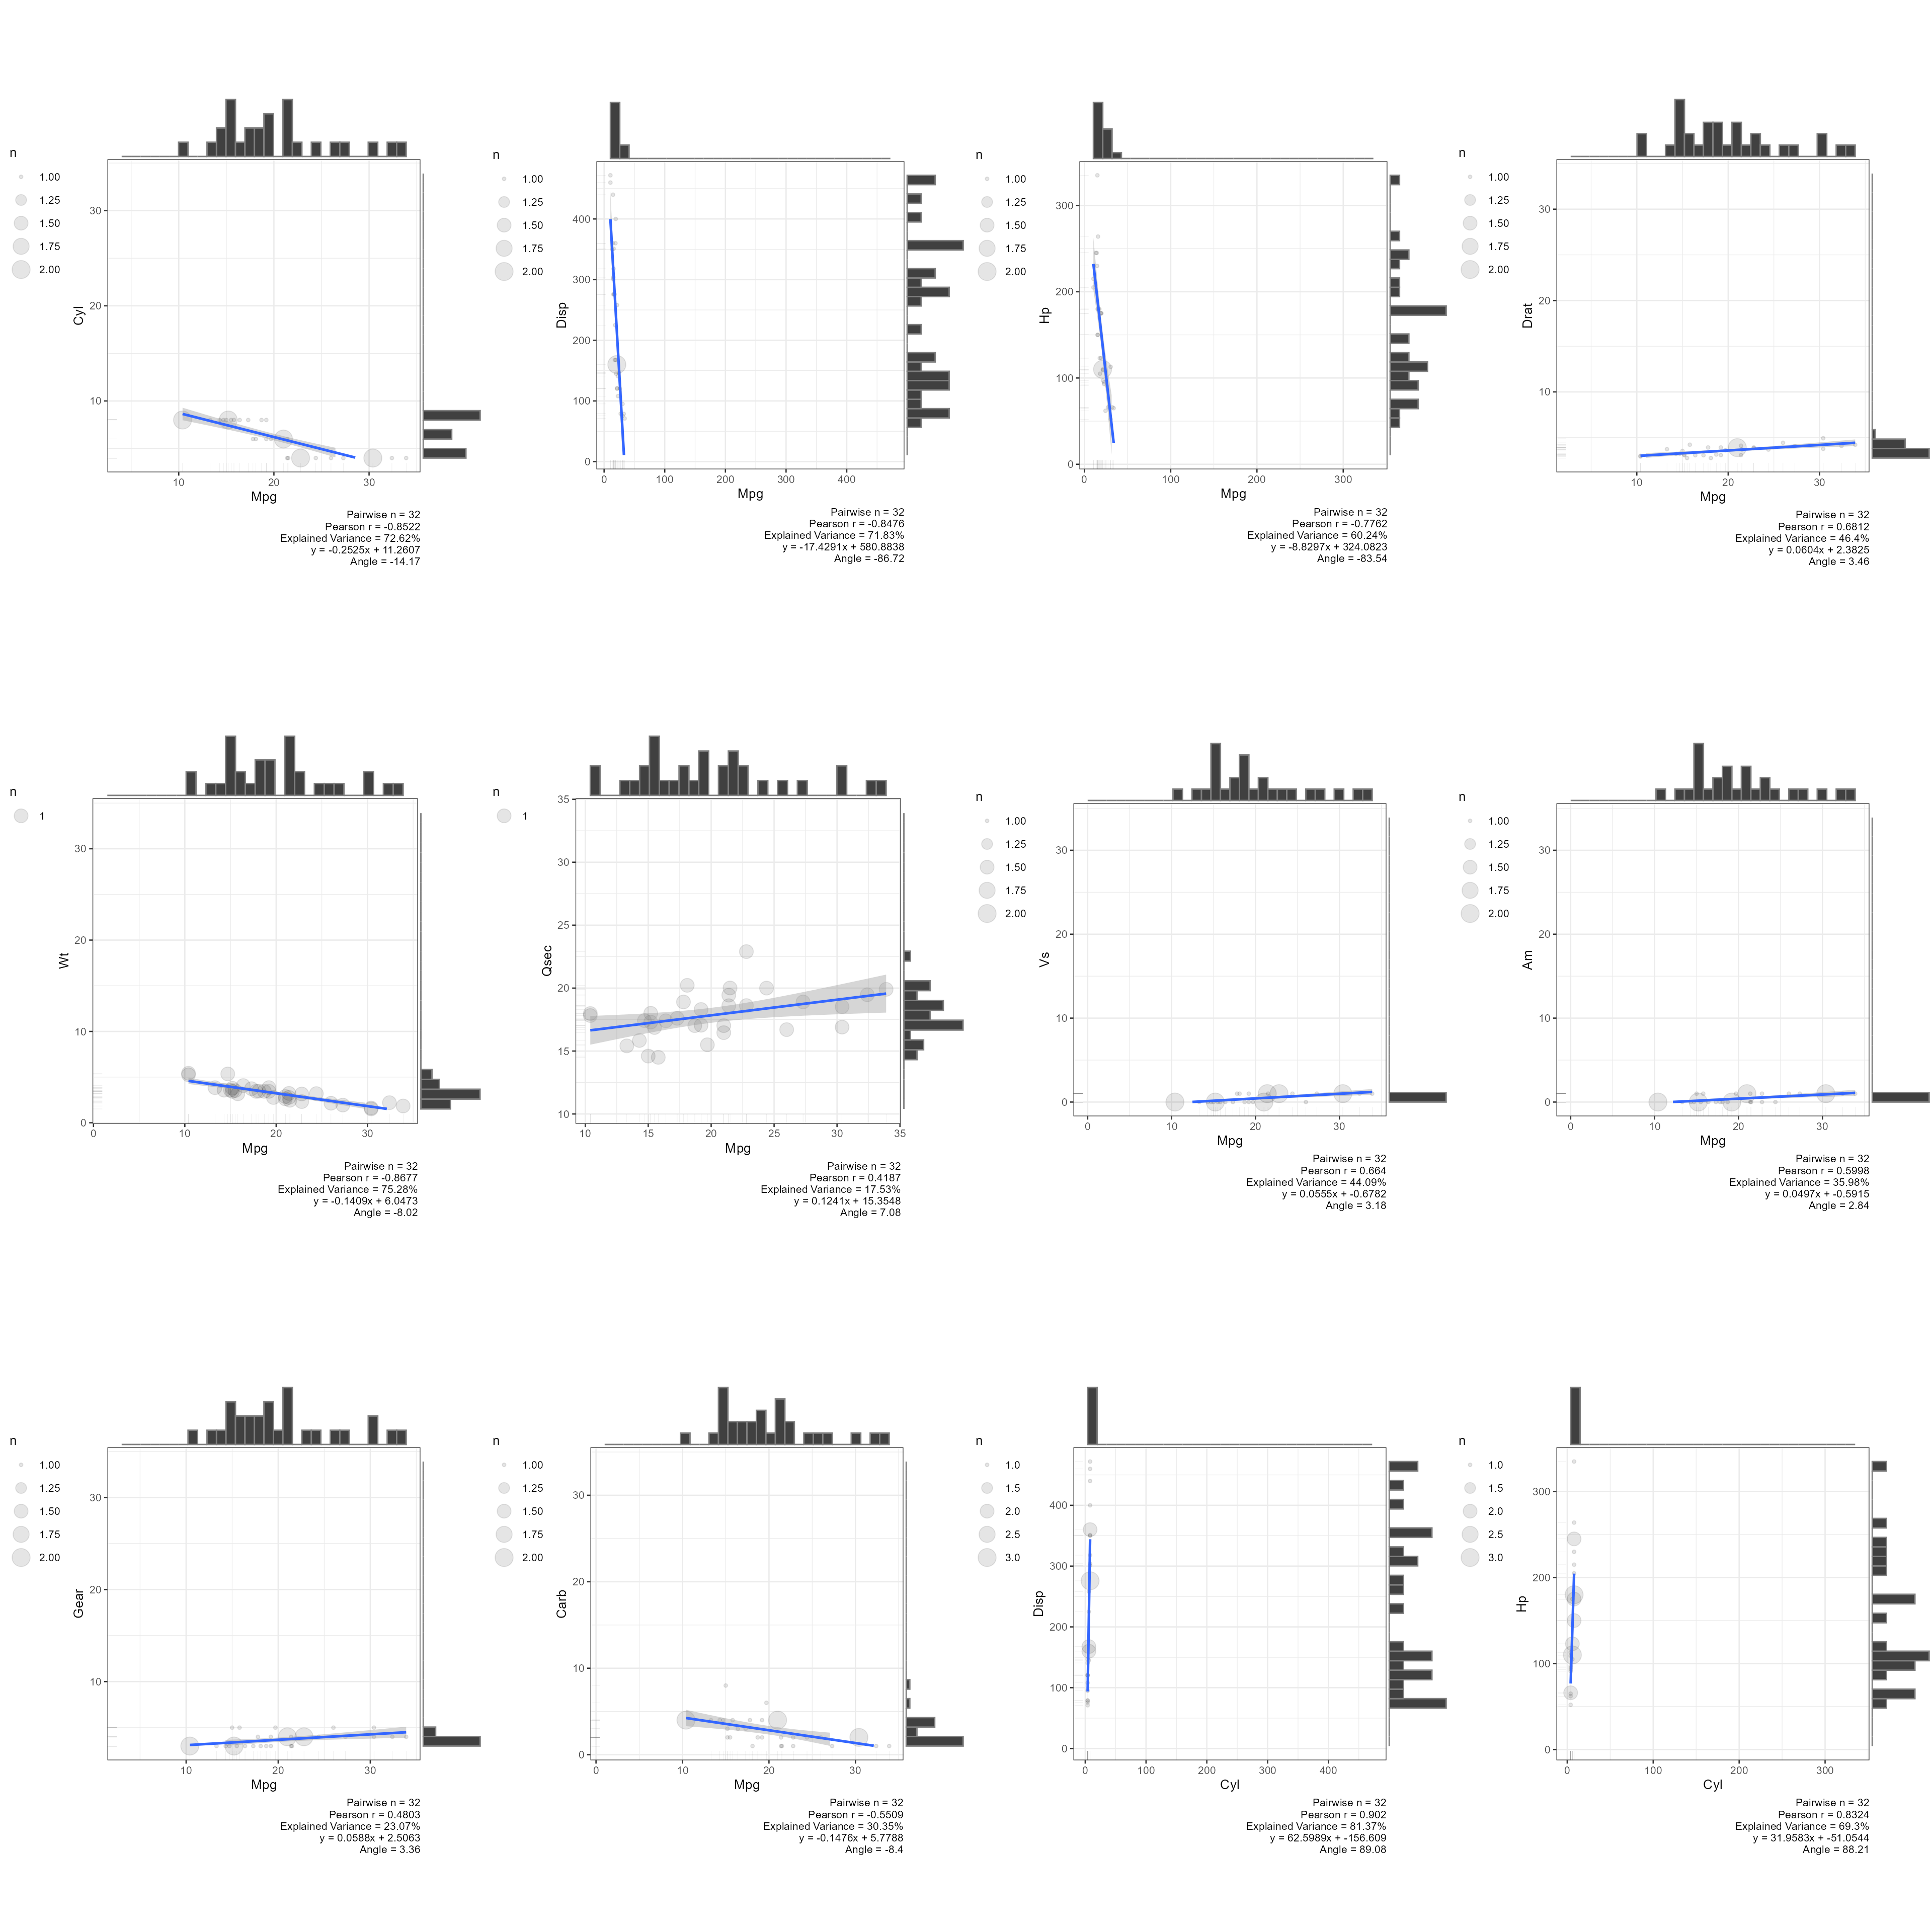 n
1.00
1.25
1.50
1.75
2.00
Cyl
30
20
10
10 20 30
Mpg
Pairwise n = 32
Pearson r = -0.8522
Explained Variance = 72.62%
y = -0.2525x + 11.2607
Angle = -14.17
n
1.00
1.25
1.50
1.75
2.00
Disp
400
300
200
100
0
0 100 200 300 400
Mpg
Pairwise n = 32
Pearson r = -0.8476
Explained Variance = 71.83%
y = -17.4291x + 580.8838
Angle = -86.72
n
1.00
1.25
1.50
1.75
2.00
Hp
300
200
100
0
0 100 200 300
Mpg
Pairwise n = 32
Pearson r = -0.7762
Explained Variance = 60.24%
y = -8.8297x + 324.0823
Angle = -83.54
n
1.00
1.25
1.50
1.75
2.00
Drat
30
20
10
10 20 30
Mpg
Pairwise n = 32
Pearson r = 0.6812
Explained Variance = 46.4%
y = 0.0604x + 2.3825
Angle = 3.46
n
1
Wt
30
20
10
0
0 10 20 30
Mpg
Pairwise n = 32
Pearson r = -0.8677
Explained Variance = 75.28%
y = -0.1409x + 6.0473
Angle = -8.02
n
1
Qsec
35
30
25
20
15
10
10 15 20 25 30 35
Mpg
Pairwise n = 32
Pearson r = 0.4187
Explained Variance = 17.53%
y = 0.1241x + 15.3548
Angle = 7.08
n
1.00
1.25
1.50
1.75
2.00
Vs
30
20
10
0
0 10 20 30
Mpg
Pairwise n = 32
Pearson r = 0.664
Explained Variance = 44.09%
y = 0.0555x + -0.6782
Angle = 3.18
n
1.00
1.25
1.50
1.75
2.00
Am
30
20
10
0
0 10 20 30
Mpg
Pairwise n = 32
Pearson r = 0.5998
Explained Variance = 35.98%
y = 0.0497x + -0.5915
Angle = 2.84
n
1.00
1.25
1.50
1.75
2.00
Gear
30
20
10
10 20 30
Mpg
Pairwise n = 32
Pearson r = 0.4803
Explained Variance = 23.07%
y = 0.0588x + 2.5063
Angle = 3.36
n
1.00
1.25
1.50
1.75
2.00
Carb
30
20
10
0
0 10 20 30
Mpg
Pairwise n = 32
Pearson r = -0.5509
Explained Variance = 30.35%
y = -0.1476x + 5.7788
Angle = -8.4
n
1.0
1.5
2.0
2.5
3.0
Disp
400
300
200
100
0
0 100 200 300 400
Cyl
Pairwise n = 32
Pearson r = 0.902
Explained Variance = 81.37%
y = 62.5989x + -156.609
Angle = 89.08
n
1.0
1.5
2.0
2.5
3.0
Hp
300
200
100
0
0 100 200 300
Cyl
Pairwise n = 32
Pearson r = 0.8324
Explained Variance = 69.3%
y = 31.9583x + -51.0544
Angle = 88.21